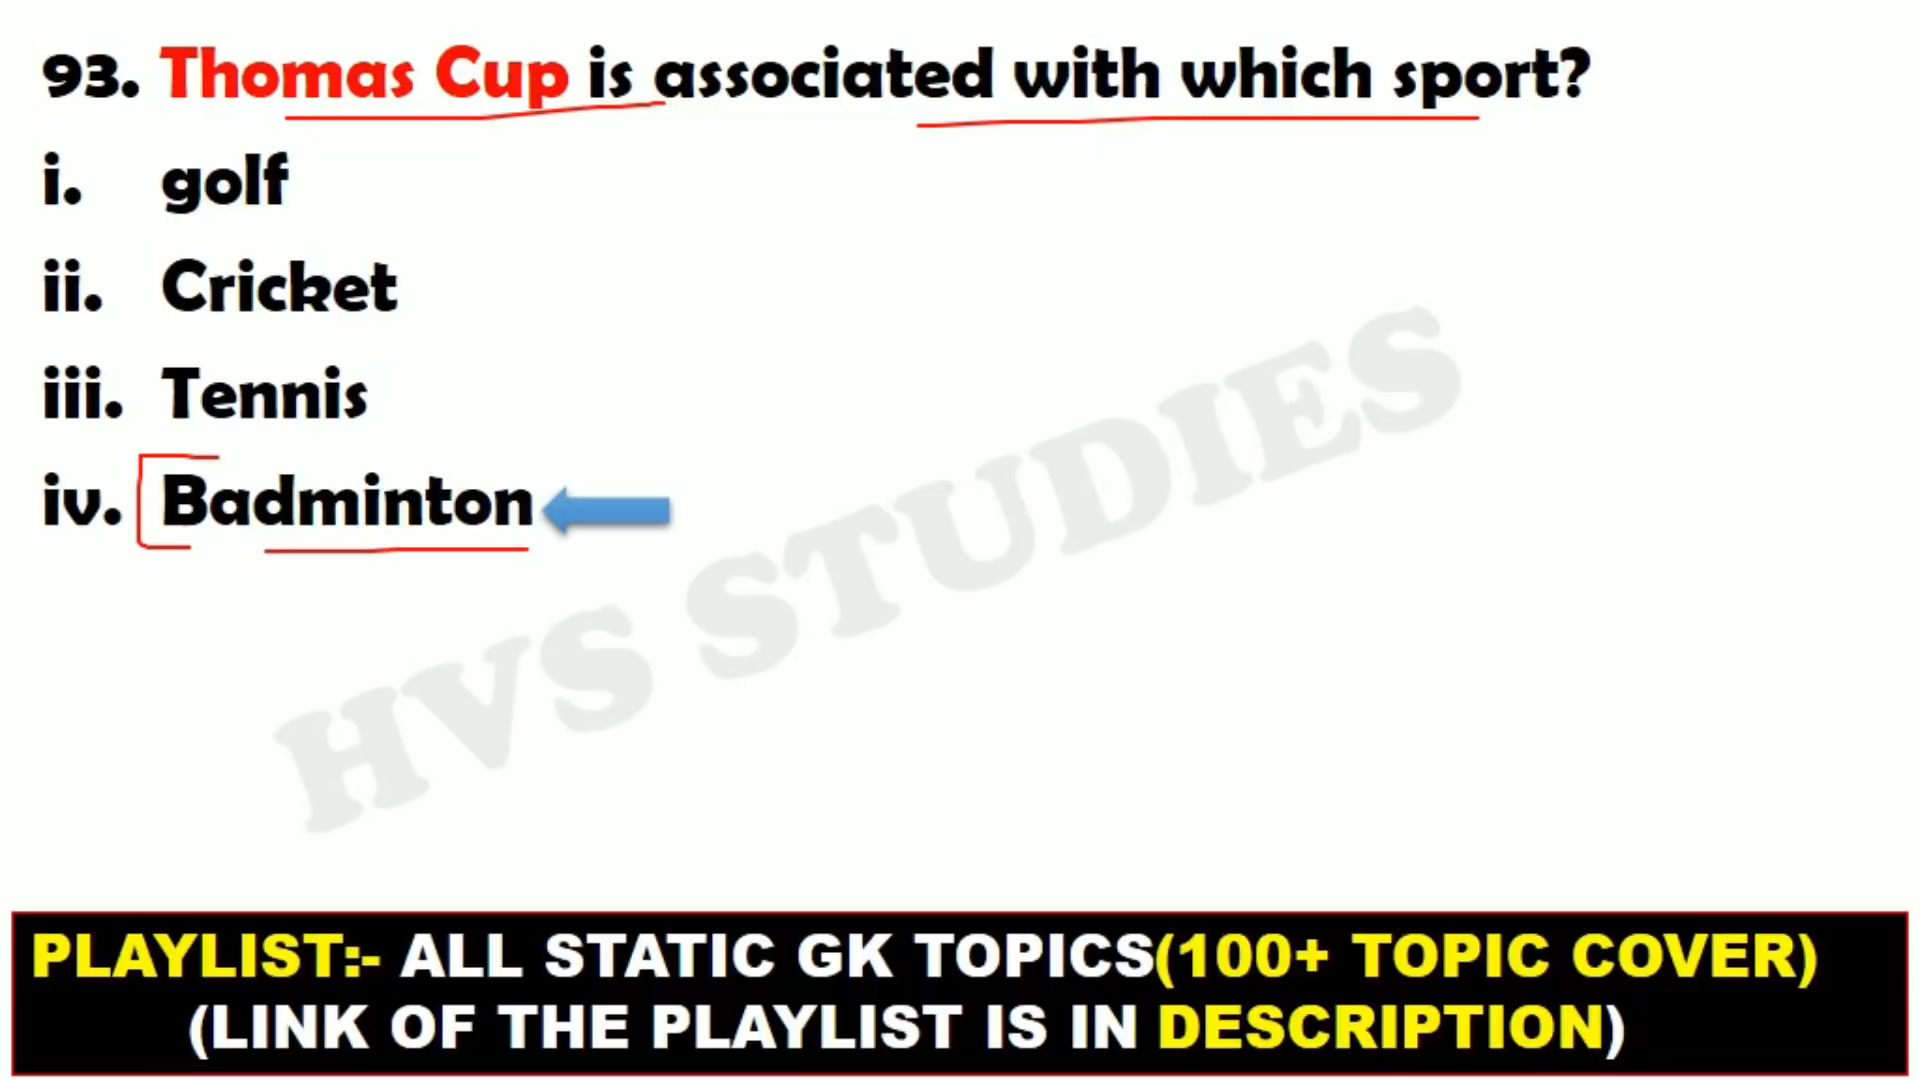 93. Thomas Cup is associated with which sport?
i. golf
ii. Cricket
iii. Tennis
iv. Badminton
HVS STUDIES
PLAYLIST:- ALL STATIC GK TOPICS(100+ TOPIC COVER)
(LINK OF THE PLAYLIST IS IN DESCRIPTION)